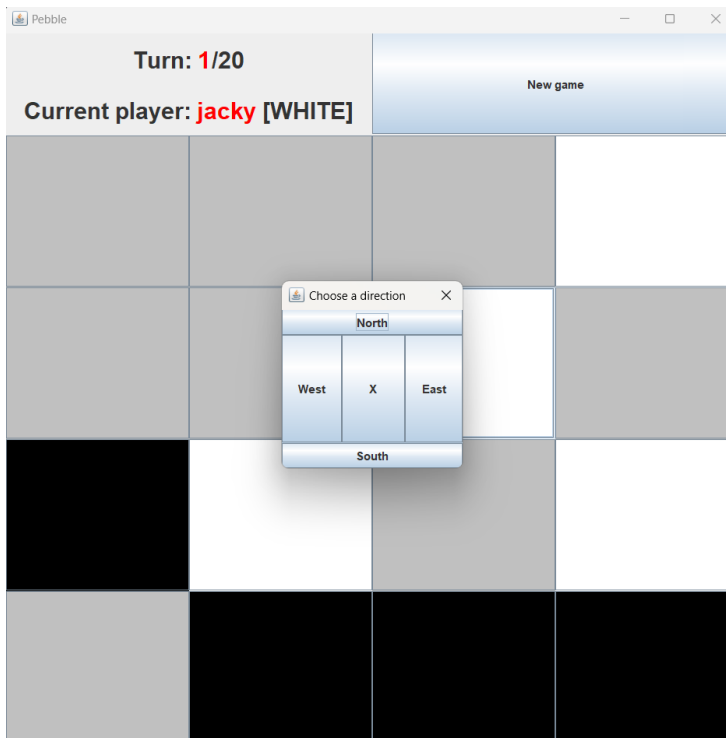 Pebble
Turn: 1/20
New game
Current player: jacky [WHITE]
Choose a direction
North
West X East
South